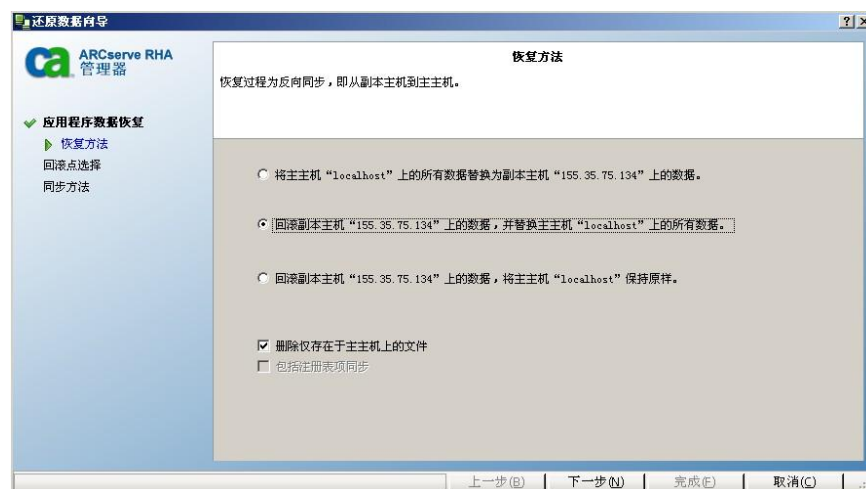 还原数据向导
ca
ARCserve RHA
管理器
应用程序数据恢复
恢复方法
回滚点选择
同步方法
恢复方法
恢复过程为反向同步，即从副本主机到主主机。
将主主机“localhost”上的所有数据替换为副本主机“155.35.75.134”上的数据。
回滚副本主机“155.35.75.134”上的数据，并替换主主机“localhost”上的所有数据。
回滚副本主机“155.35.75.134”上的数据，将主主机“localhost”保持原样。
删除仅存在于主主机上的文件
包括注册表项同步
上一步(B)
下一步(N)
完成(F)
取消(C)